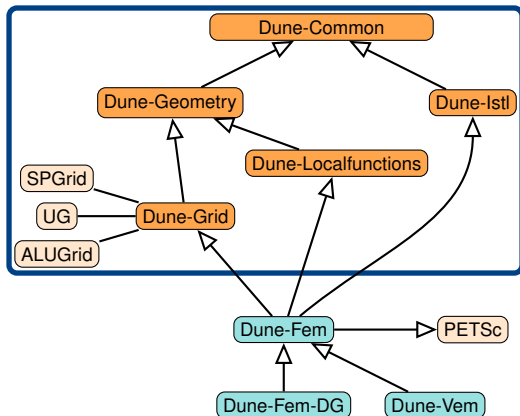 Dune-Common
Dune-Geometry
Dune-Istl
Dune-Localfunctions
SPGrid
UG
Dune-Grid
ALUGrid
Dune-Fem
PETSc
Dune-Fem-DG
Dune-Vem